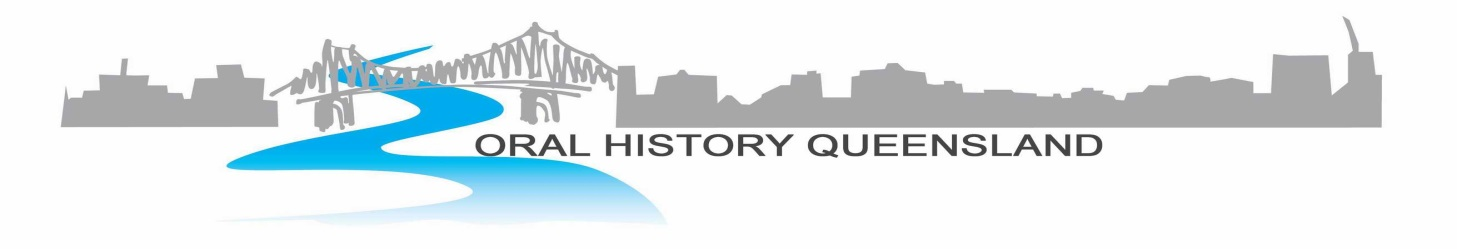 ORAL HISTORY QUEENSLAND